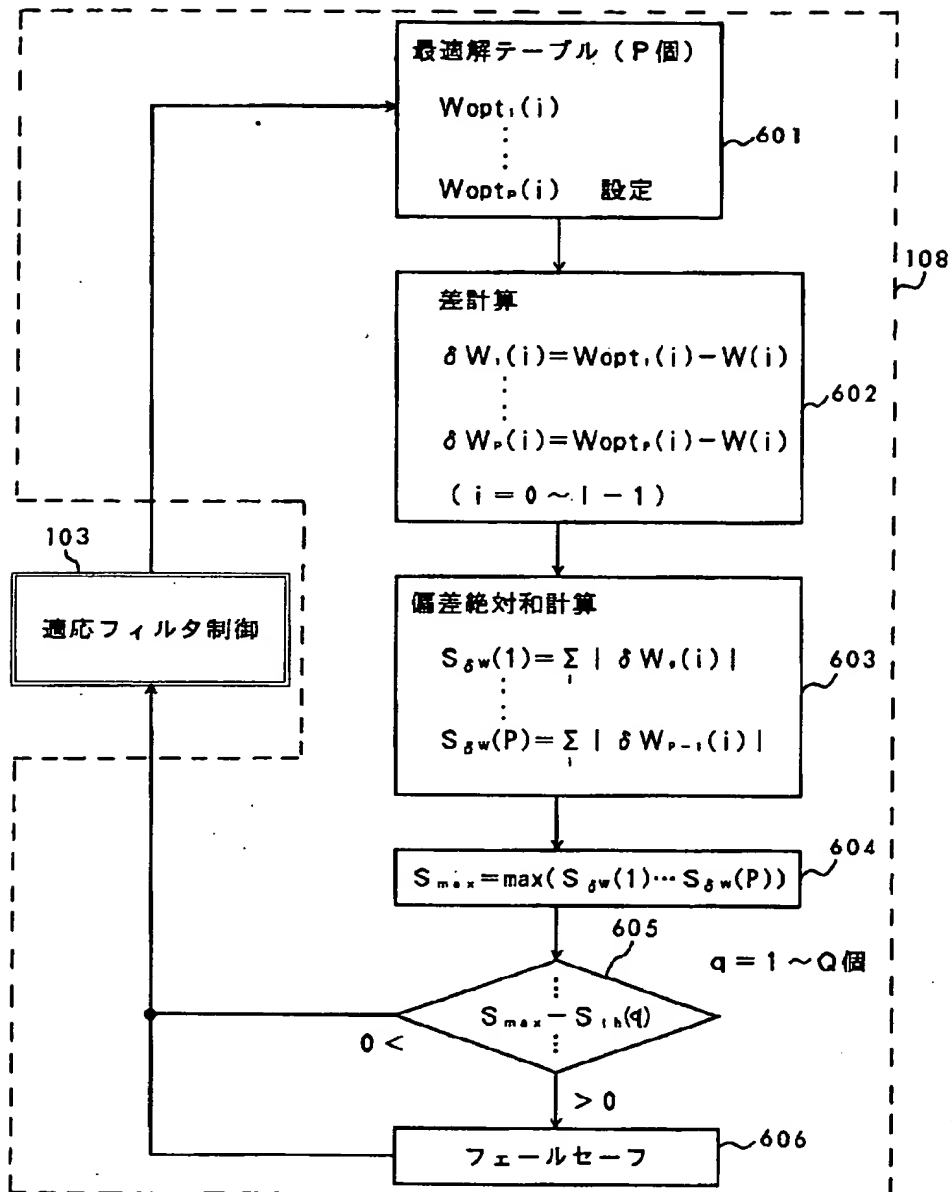 最適解テーブル（P個）
Wopt₁(i)
Woptₚ(i) 設定
601
108
差計算
δW₁(i)=Wopt₁(i)−W(i)
δWₚ(i)=Woptₚ(i)−W(i)
(i=0〜I−1)
602
103
適応フィルタ制御
偏差絶対和計算
S_δw(1)=Σ_i|δW₀(i)|
S_δw(P)=Σ_i|δWₚ₋₁(i)|
603
604
S_max=max(S_δw(1)…S_δw(P))
605
q=1〜Q個
S_max−S_th(q)
0<
>0
フェールセーフ
606